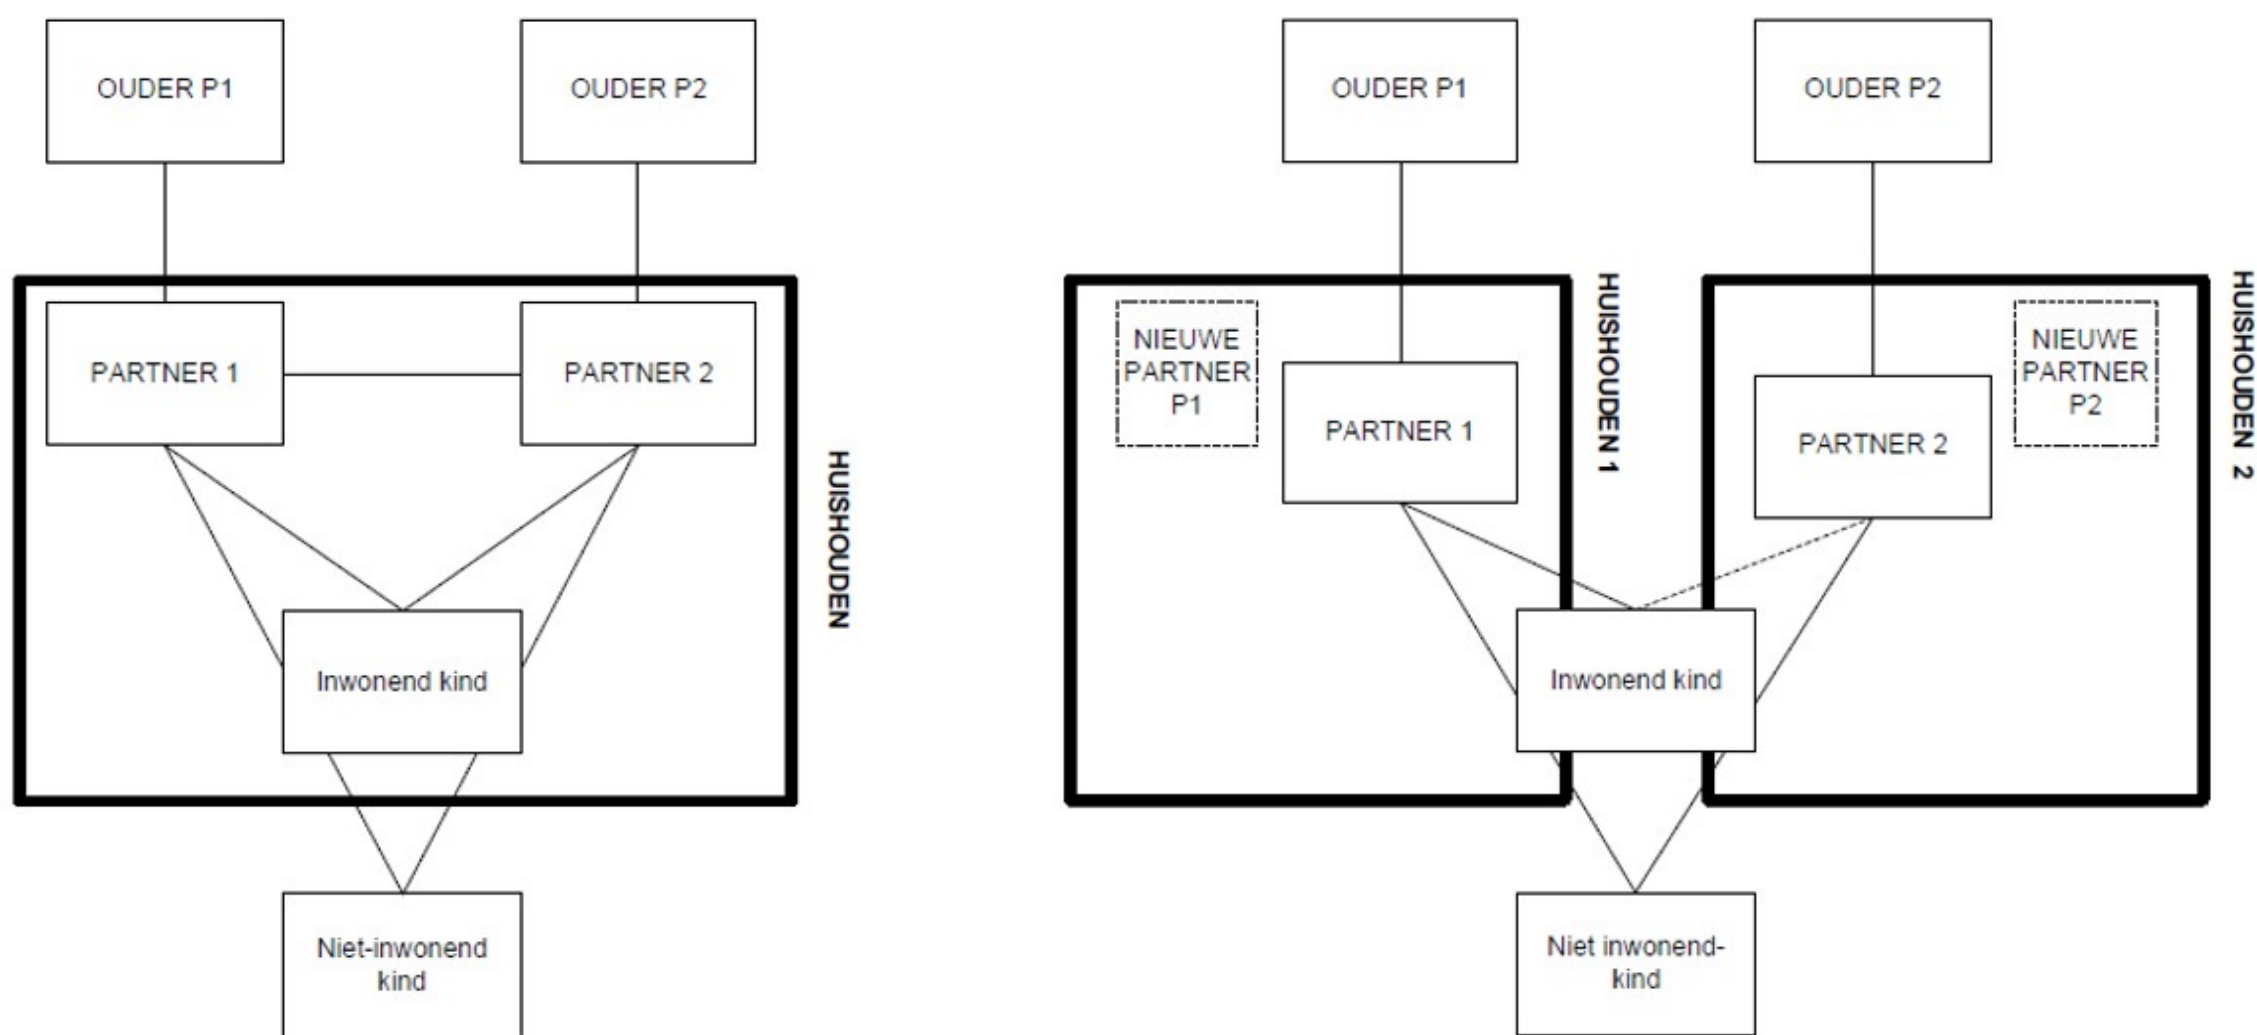 OUDER P1
OUDER P2
PARTNER 1
PARTNER 2
HUISHOUDEN
Inwonend kind
Niet-inwonend
kind
OUDER P1
OUDER P2
NIEUWE
PARTNER
P1
PARTNER 1
HUISHOUDEN 1
PARTNER 2
NIEUWE
PARTNER
P2
HUISHOUDEN 2
Inwonend kind
Niet inwonend-
kind